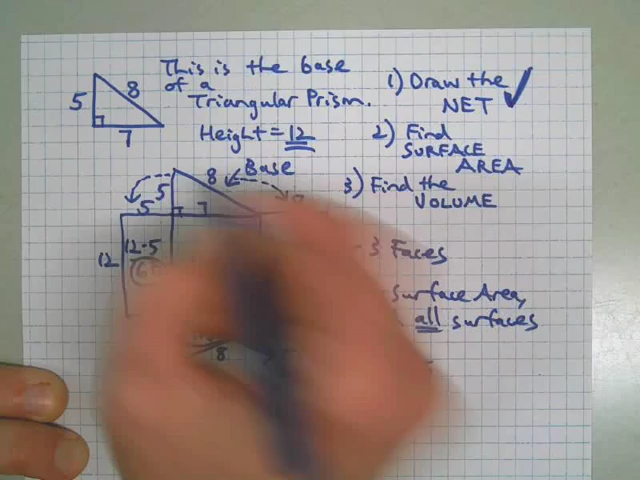 This is the base
of a
Triangular Prism.
Height = 12
5
8
7
1) Draw the
NET ✓
2) Find
SURFACE
AREA
3) Find the
VOLUME
Base
8
5
5
7
12
12·5
3 Faces
Surface Area,
all surfaces
8